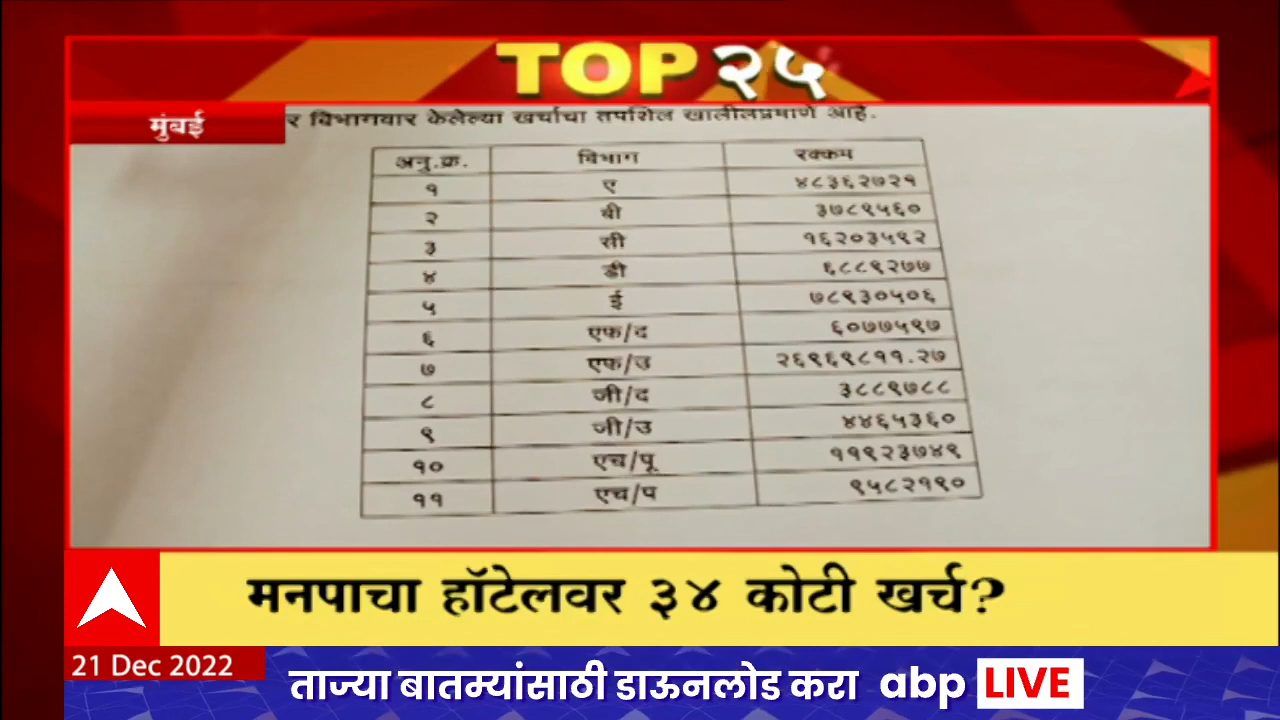 TOP २५
मुंबई
र विभागवार केलेल्या खर्चाचा तपशिल खालीलप्रमाणे आहे.
अनु.क्र. विभाग रक्कम
१ ए ४८३६२७२१
२ बी ३७८९५६०
३ सी १६२०३५९२
४ डी ६८८९२७७
५ ई ७८९३०५०६
६ एफ/द ६०७७५९७
७ एफ/उ २६९६९८११.२७
८ जी/द ३८८९७८८
९ जी/उ ४४६५३६०
१० एच/पू ११९२३७४९
११ एच/प ९५८२१९०
मनपाचा हॉटेलवर ३४ कोटी खर्च?
21 Dec 2022
ताज्या बातम्यांसाठी डाऊनलोड करा abp LIVE